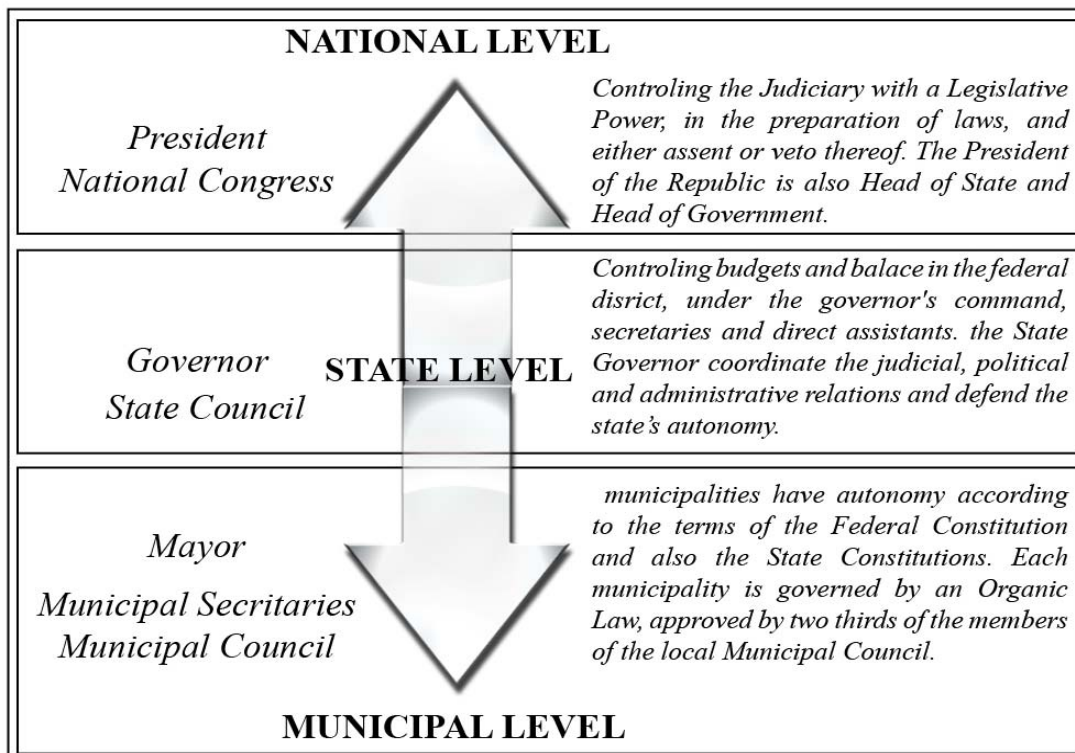 NATIONAL LEVEL
President
National Congress
Controling the Judiciary with a Legislative
Power, in the preparation of laws, and
either assent or veto thereof. The President
of the Republic is also Head of State and
Head of Government.
Governor
State Council
STATE LEVEL
Controling budgets and balace in the federal
disrict, under the governor's command,
secretaries and direct assistants. the State
Governor coordinate the judicial, political
and administrative relations and defend the
state’s autonomy.
Mayor
Municipal Secritaries
Municipal Council
municipalities have autonomy according
to the terms of the Federal Constitution
and also the State Constitutions. Each
municipality is governed by an Organic
Law, approved by two thirds of the members
of the local Municipal Council.
MUNICIPAL LEVEL